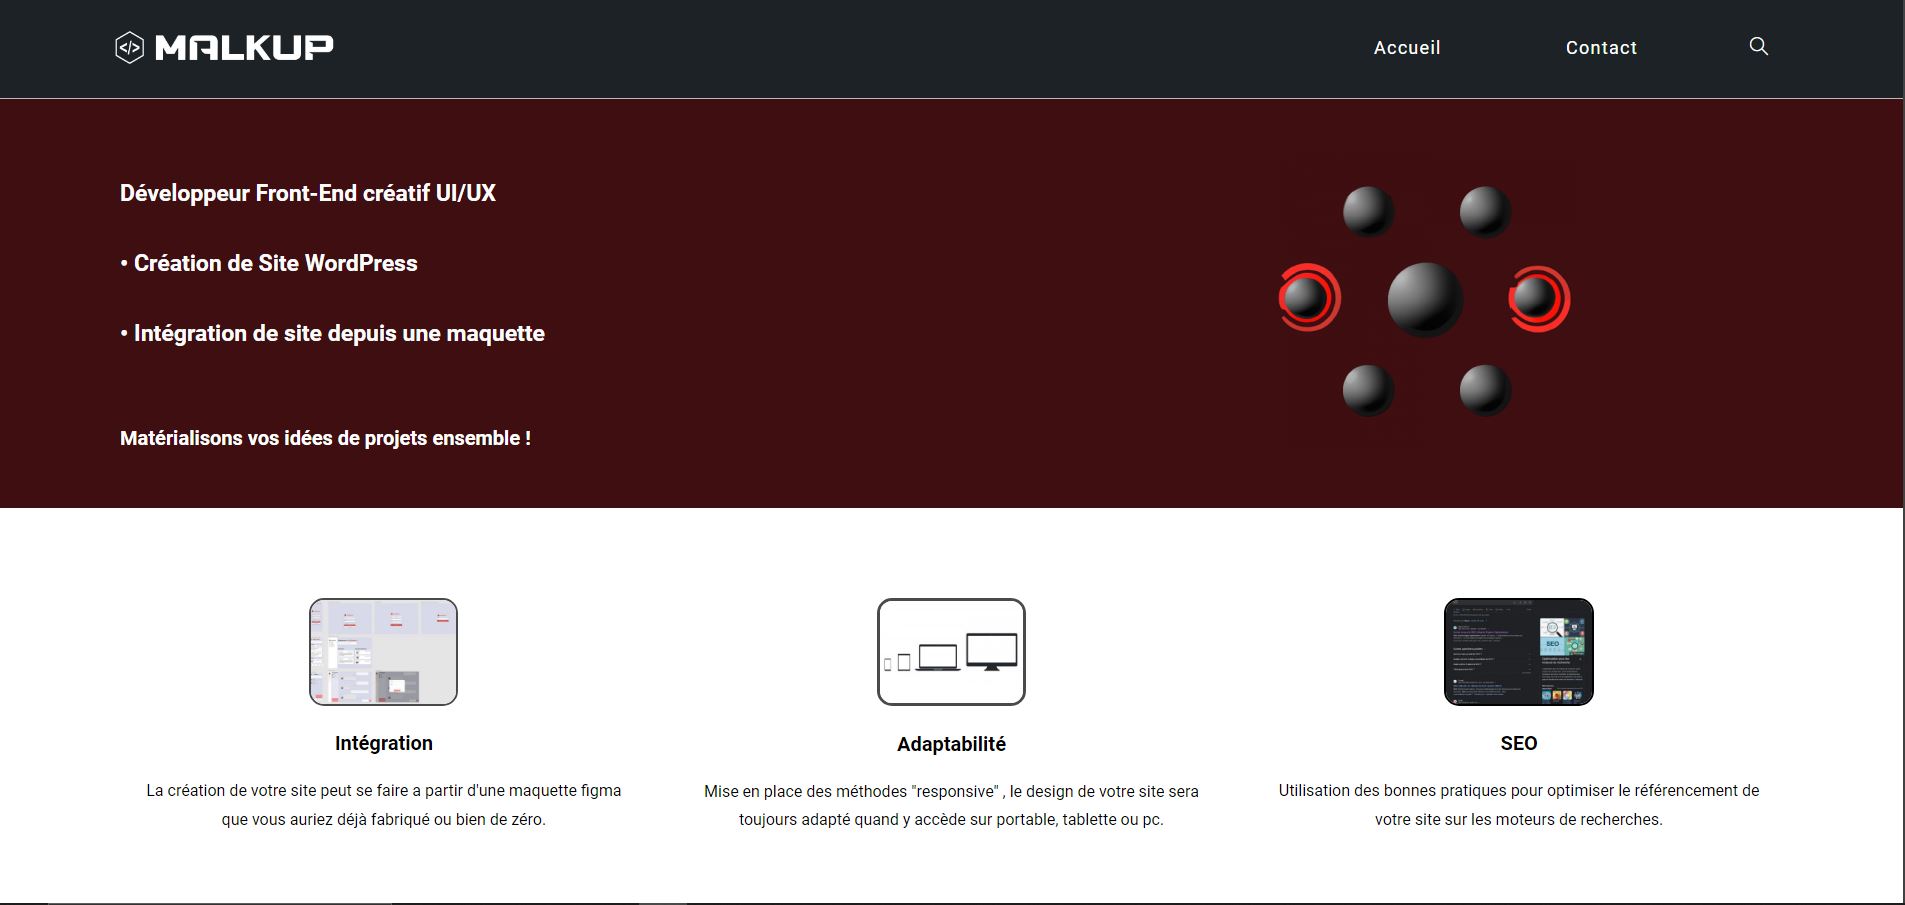 </> MALKUP
Accueil
Contact
Développeur Front-End créatif UI/UX
• Création de Site WordPress
• Intégration de site depuis une maquette
Matérialisons vos idées de projets ensemble !
Intégration
La création de votre site peut se faire a partir d'une maquette figma
que vous auriez déjà fabriqué ou bien de zéro.
Adaptabilité
Mise en place des méthodes "responsive" , le design de votre site sera
toujours adapté quand y accède sur portable, tablette ou pc.
SEO
SEO
Utilisation des bonnes pratiques pour optimiser le référencement de
votre site sur les moteurs de recherches.